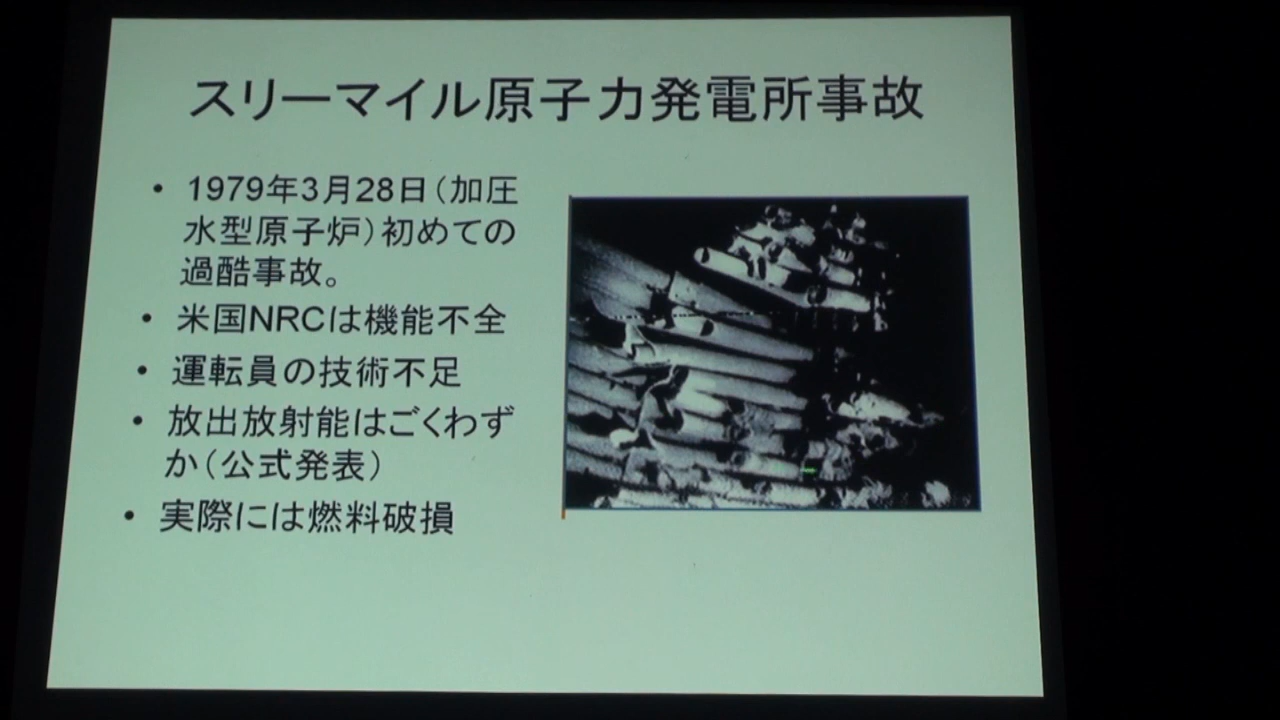 スリーマイル原子力発電所事故
• 1979年3月28日（加圧
水型原子炉）初めての
過酷事故。
• 米国NRCは機能不全
• 運転員の技術不足
• 放出放射能はごくわず
か（公式発表）
• 実際には燃料破損